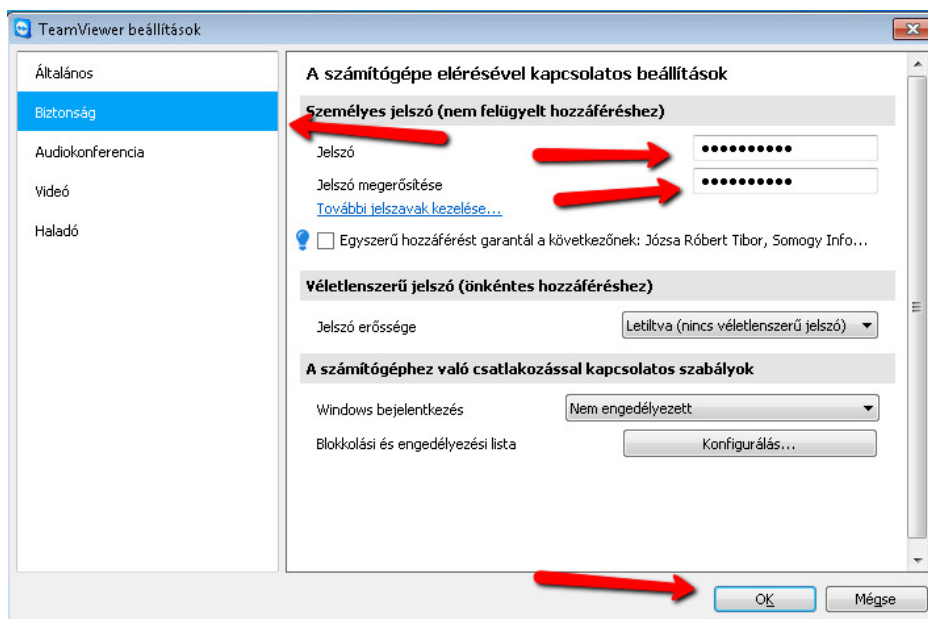 TeamViewer beállítások
Általános
Biztonság
Audiokonferencia
Videó
Haladó
A számítógépe elérésével kapcsolatos beállítások
Személyes jelszó (nem felügyelt hozzáféréshez)
Jelszó ••••••••••
Jelszó megerősítése ••••••••••
További jelszavak kezelése...
Egyszerű hozzáférést garantál a következőnek: Józsa Róbert Tibor, Somogy Info...
Véletlenszerű jelszó (önkéntes hozzáféréshez)
Jelszó erőssége Letiltva (nincs véletlenszerű jelszó)
A számítógéphez való csatlakozással kapcsolatos szabályok
Windows bejelentkezés Nem engedélyezett
Blokkolási és engedélyezési lista Konfigurálás...
OK Mégse